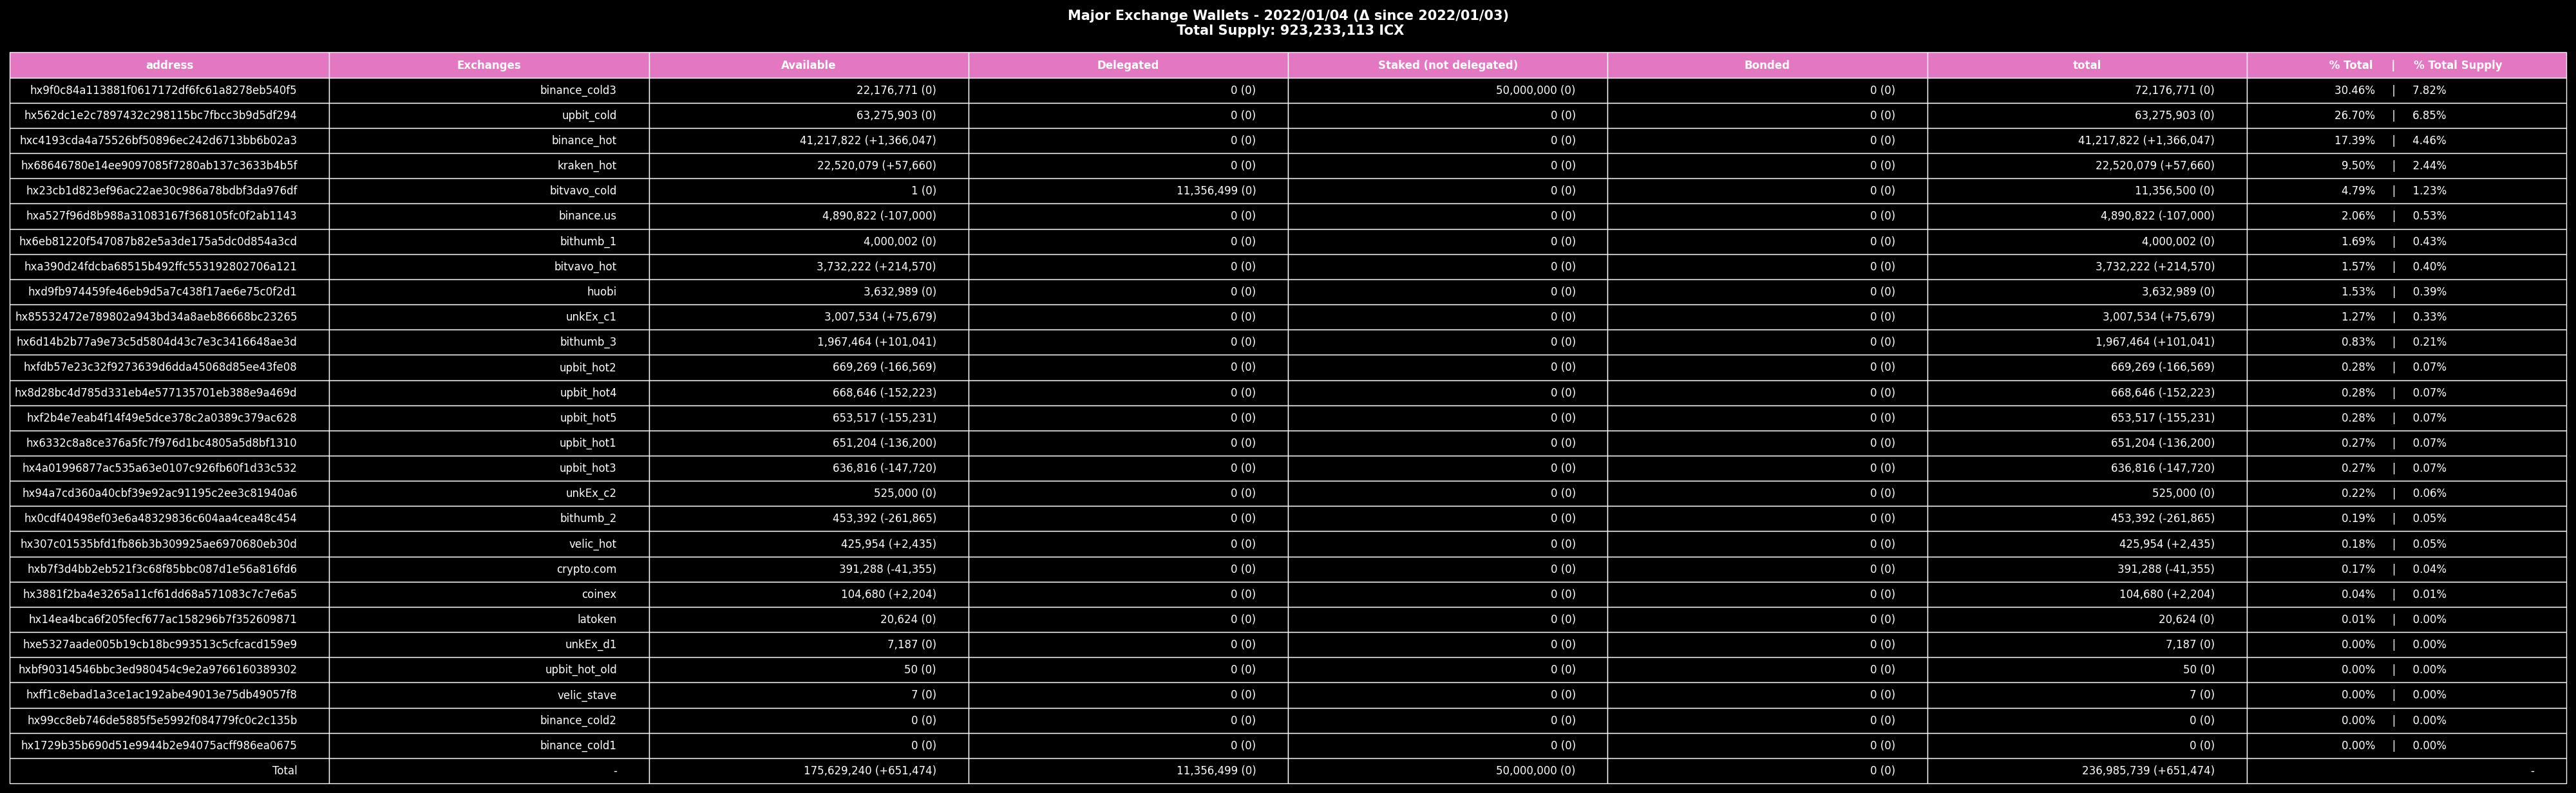 Major Exchange Wallets - 2022/01/04 (Δ since 2022/01/03)
Total Supply: 923,233,113 ICX
address Exchanges Available Delegated Staked (not delegated) Bonded total % Total | % Total Supply
hx9f0c84a113881f0617172df6fc61a8278eb540f5 binance_cold3 22,176,771 (0) 0 (0) 50,000,000 (0) 0 (0) 72,176,771 (0) 30.46% | 7.82%
hx562dc1e2c7897432c298115bc7fbcc3b9d5df294 upbit_cold 63,275,903 (0) 0 (0) 0 (0) 0 (0) 63,275,903 (0) 26.70% | 6.85%
hxc4193cda4a75526bf50896ec242d6713bb6b02a3 binance_hot 41,217,822 (+1,366,047) 0 (0) 0 (0) 0 (0) 41,217,822 (+1,366,047) 17.39% | 4.46%
hx68646780e14ee9097085f7280ab137c3633b4b5f kraken_hot 22,520,079 (+57,660) 0 (0) 0 (0) 0 (0) 22,520,079 (+57,660) 9.50% | 2.44%
hx23cb1d823ef96ac22ae30c986a78bdbf3da976df bitvavo_cold 1 (0) 11,356,499 (0) 0 (0) 0 (0) 11,356,500 (0) 4.79% | 1.23%
hxa527f96d8b988a31083167f368105fc0f2ab1143 binance.us 4,890,822 (-107,000) 0 (0) 0 (0) 0 (0) 4,890,822 (-107,000) 2.06% | 0.53%
hx6eb81220f547087b82e5a3de175a5dc0d854a3cd bithumb_1 4,000,002 (0) 0 (0) 0 (0) 0 (0) 4,000,002 (0) 1.69% | 0.43%
hxa390d24fdcba68515b492ffc553192802706a121 bitvavo_hot 3,732,222 (+214,570) 0 (0) 0 (0) 0 (0) 3,732,222 (+214,570) 1.57% | 0.40%
hxd9fb974459fe46eb9d5a7c438f17ae6e75c0f2d1 huobi 3,632,989 (0) 0 (0) 0 (0) 0 (0) 3,632,989 (0) 1.53% | 0.39%
hx85532472e789802a943bd34a8aeb86668bc23265 unkEx_c1 3,007,534 (+75,679) 0 (0) 0 (0) 0 (0) 3,007,534 (+75,679) 1.27% | 0.33%
hx6d14b2b77a9e73c5d5804d43c7e3c3416648ae3d bithumb_3 1,967,464 (+101,041) 0 (0) 0 (0) 0 (0) 1,967,464 (+101,041) 0.83% | 0.21%
hxfdb57e23c32f9273639d6dda45068d85ee43fe08 upbit_hot2 669,269 (-166,569) 0 (0) 0 (0) 0 (0) 669,269 (-166,569) 0.28% | 0.07%
hx8d28bc4d785d331eb4e577135701eb388e9a469d upbit_hot4 668,646 (-152,223) 0 (0) 0 (0) 0 (0) 668,646 (-152,223) 0.28% | 0.07%
hxf2b4e7eab4f14f49e5dce378c2a0389c379ac628 upbit_hot5 653,517 (-155,231) 0 (0) 0 (0) 0 (0) 653,517 (-155,231) 0.28% | 0.07%
hx6332c8a8ce376a5fc7f976d1bc4805a5d8bf1310 upbit_hot1 651,204 (-136,200) 0 (0) 0 (0) 0 (0) 651,204 (-136,200) 0.27% | 0.07%
hx4a01996877ac535a63e0107c926fb60f1d33c532 upbit_hot3 636,816 (-147,720) 0 (0) 0 (0) 0 (0) 636,816 (-147,720) 0.27% | 0.07%
hx94a7cd360a40cbf39e92ac91195c2ee3c81940a6 unkEx_c2 525,000 (0) 0 (0) 0 (0) 0 (0) 525,000 (0) 0.22% | 0.06%
hx0cdf40498ef03e6a48329836c604aa4cea48c454 bithumb_2 453,392 (-261,865) 0 (0) 0 (0) 0 (0) 453,392 (-261,865) 0.19% | 0.05%
hx307c01535bfd1fb86b3b309925ae6970680eb30d velic_hot 425,954 (+2,435) 0 (0) 0 (0) 0 (0) 425,954 (+2,435) 0.18% | 0.05%
hxb7f3d4bb2eb521f3c68f85bbc087d1e56a816fd6 crypto.com 391,288 (-41,355) 0 (0) 0 (0) 0 (0) 391,288 (-41,355) 0.17% | 0.04%
hx3881f2ba4e3265a11cf61dd68a571083c7c7e6a5 coinex 104,680 (+2,204) 0 (0) 0 (0) 0 (0) 104,680 (+2,204) 0.04% | 0.01%
hx14ea4bca6f205fecf677ac158296b7f352609871 latoken 20,624 (0) 0 (0) 0 (0) 0 (0) 20,624 (0) 0.01% | 0.00%
hxe5327aade005b19cb18bc993513c5cfcacd159e9 unkEx_d1 7,187 (0) 0 (0) 0 (0) 0 (0) 7,187 (0) 0.00% | 0.00%
hxbf90314546bbc3ed980454c9e2a9766160389302 upbit_hot_old 50 (0) 0 (0) 0 (0) 0 (0) 50 (0) 0.00% | 0.00%
hxff1c8ebad1a3ce1ac192abe49013e75db49057f8 velic_stave 7 (0) 0 (0) 0 (0) 0 (0) 7 (0) 0.00% | 0.00%
hx99cc8eb746de5885f5e5992f084779fc0c2c135b binance_cold2 0 (0) 0 (0) 0 (0) 0 (0) 0 (0) 0.00% | 0.00%
hx1729b35b690d51e9944b2e94075acff986ea0675 binance_cold1 0 (0) 0 (0) 0 (0) 0 (0) 0 (0) 0.00% | 0.00%
Total - 175,629,240 (+651,474) 11,356,499 (0) 50,000,000 (0) 0 (0) 236,985,739 (+651,474) -